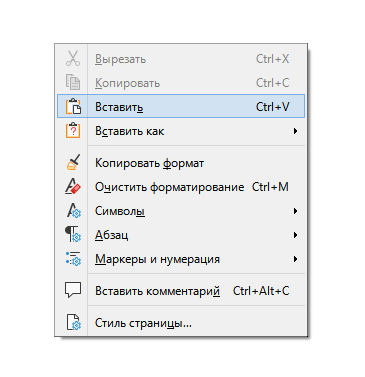 Вырезать Ctrl+X
Копировать Ctrl+C
Вставить Ctrl+V
Вставить как
Копировать формат
Очистить форматирование Ctrl+M
Символы
Абзац
Маркеры и нумерация
Вставить комментарий Ctrl+Alt+C
Стиль страницы...